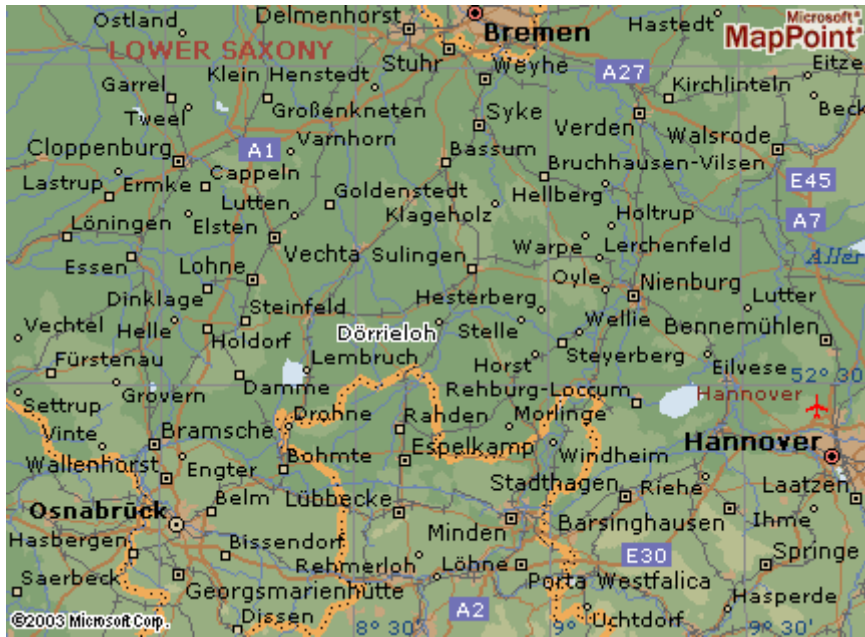 Ostland
Delmenhorst
Bremen
Hastedt
Microsoft®
MapPoint®
LOWER SAXONY
Stuhr
Weyhe
A27
Eitze
Klein Henstedt
Garrel
Großenkneten
Kirchlinteln
Beck
Tweel
Syke
Verden
Cloppenburg
A1
Varnhorn
Walsrode
Bassum
Bruchhausen-Vilsen
Lastrup
Ermke
Cappeln
E45
Goldenstedt
Hellberg
Lutten
Klageholz
Löningen
Elsten
Holtrup
A7
Vechta
Sulingen
Warpe
Lerchenfeld
Essen
Lohne
Aller
Oyle
Nienburg
Dinklage
Steinfeld
Hesterberg
Lutter
Vechtel
Helle
Holdorf
Dörrieloh
Stelle
Wellie
Bennemühlen
Fürstenau
Lembruch
Horst
Steyerberg
Eilvese
Damme
52° 30'
Settrup
Grovern
Rehburg-Loccum
Hannover
Drohne
Rahden
Morlinge
Vinte
Bramsche
Hannover
Wallenhorst
Engter
Bohmte
Espelkamp
Windheim
Belm
Lübbecke
Stadthagen
Riehe
Laatzen
Osnabrück
Barsinghausen
Ihme
Hasbergen
Bissendorf
Minden
Rehmerloh
Löhne
E30
Springe
Saerbeck
Georgsmarienhütte
Porta Westfalica
Hasperde
Dissen
A2
Uchtdorf
©2003 Microsoft Corp.
8° 30'
9°
9° 30'